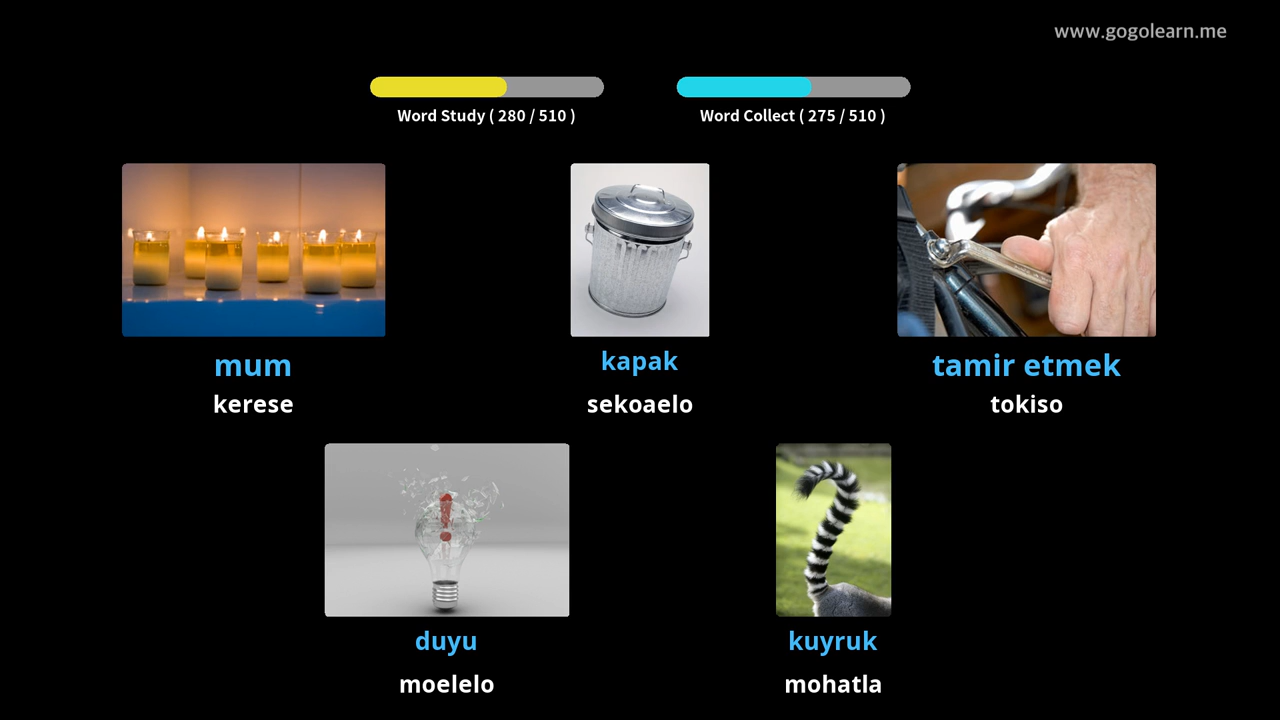 www.gogolearn.me
Word Study ( 280 / 510 )
Word Collect ( 275 / 510 )
mum
kerese
kapak
sekoaelo
tamir etmek
tokiso
duyu
moelelo
kuyruk
mohatla